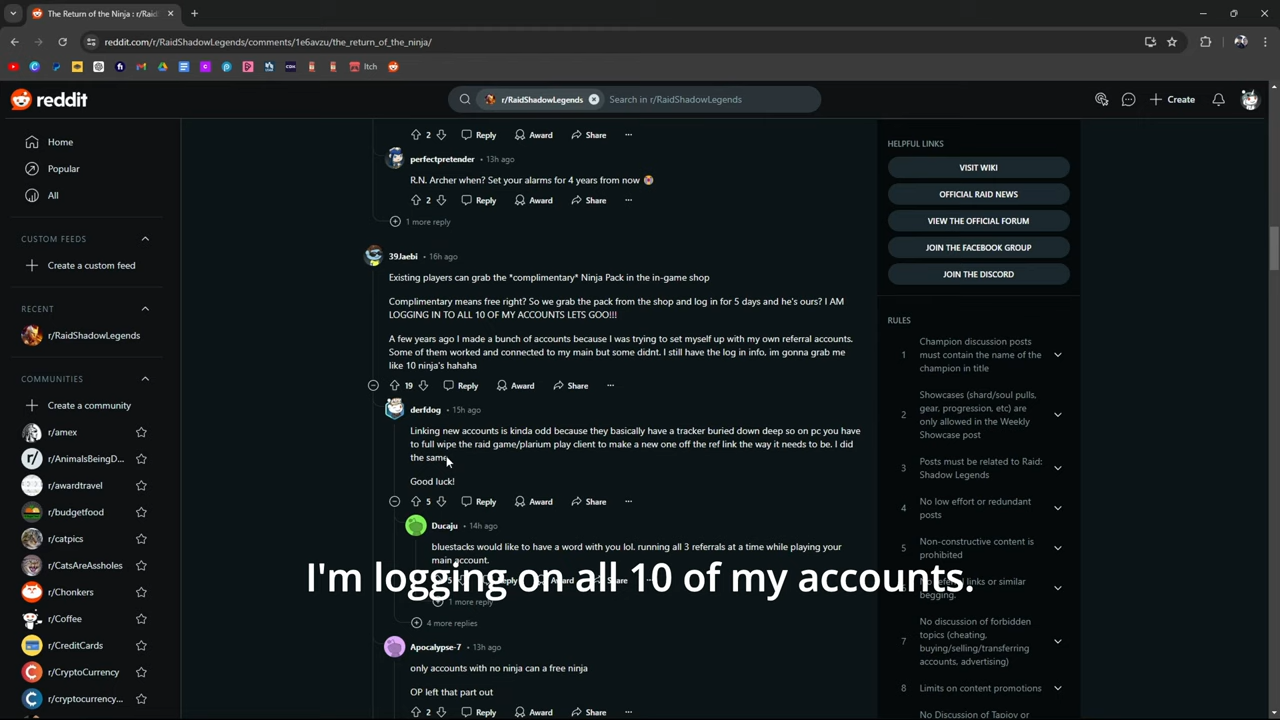 The Return of the Ninja : r/Raid
reddit.com/r/RaidShadowLegends/comments/1e6avzu/the_return_of_the_ninja/
Itch
reddit
r/RaidShadowLegends
Search in r/RaidShadowLegends
Create
Home
Popular
All
CUSTOM FEEDS
Create a custom feed
RECENT
r/RaidShadowLegends
COMMUNITIES
Create a community
r/amex
r/AnimalsBeingD...
r/awardtravel
r/budgetfood
r/catpics
r/CatsAreAssholes
r/Chonkers
r/Coffee
r/CreditCards
r/CryptoCurrency
r/cryptocurrency...
2 Reply Award Share
perfectpretender 13h ago
R.N. Archer when? Set your alarms for 4 years from now
2 Reply Award Share
1 more reply
39Jaebi 16h ago
Existing players can grab the *complimentary* Ninja Pack in the in-game shop
Complimentary means free right? So we grab the pack from the shop and log in for 5 days and he's ours? I AM
LOGGING IN TO ALL 10 OF MY ACCOUNTS LETS GOO!!!
A few years ago I made a bunch of accounts because I was trying to set myself up with my own referral accounts.
Some of them worked and connected to my main but some didnt. I still have the log in info, im gonna grab me
like 10 ninja's hahaha
19 Reply Award Share
derfdog 15h ago
Linking new accounts is kinda odd because they basically have a tracker buried down deep so on pc you have
to full wipe the raid game/plarium play client to make a new one off the ref link the way it needs to be. I did
the same
Good luck!
5 Reply Award Share
Ducaju 14h ago
bluestacks would like to have a word with you lol. running all 3 referrals at a time while playing your
main account.
I'm logging on all 10 of my accounts.
1 more reply
4 more replies
Apocalypse-7 13h ago
only accounts with no ninja can a free ninja
OP left that part out
2 Reply Award Share
HELPFUL LINKS
VISIT WIKI
OFFICIAL RAID NEWS
VIEW THE OFFICIAL FORUM
JOIN THE FACEBOOK GROUP
JOIN THE DISCORD
RULES
1 Champion discussion posts
must contain the name of the
champion in title
2 Showcases (shard/soul pulls,
gear, progression, etc) are
only allowed in the Weekly
Showcase post
3 Posts must be related to Raid:
Shadow Legends
4 No low effort or redundant
posts
5 Non-constructive content is
prohibited
referral links or similar
begging.
7 No discussion of forbidden
topics (cheating,
buying/selling/transferring
accounts, advertising)
8 Limits on content promotions
No Discussion of Tapjoy or